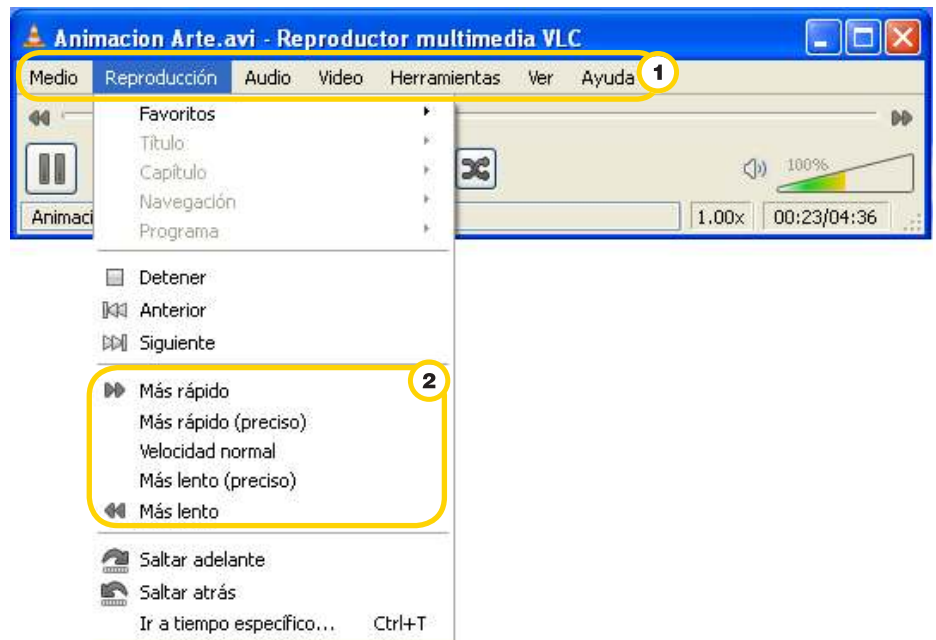 Animacion Arte.avi - Reproductor multimedia VLC
Medio Reproducción Audio Video Herramientas Ver Ayuda 1
Favoritos
Título
Capítulo 100%
Navegación
Animaci 1.00x 00:23/04:36
Programa
Detener
Anterior
Siguiente
2
Más rápido
Más rápido (preciso)
Velocidad normal
Más lento (preciso)
Más lento
Saltar adelante
Saltar atrás
Ir a tiempo específico... Ctrl+T